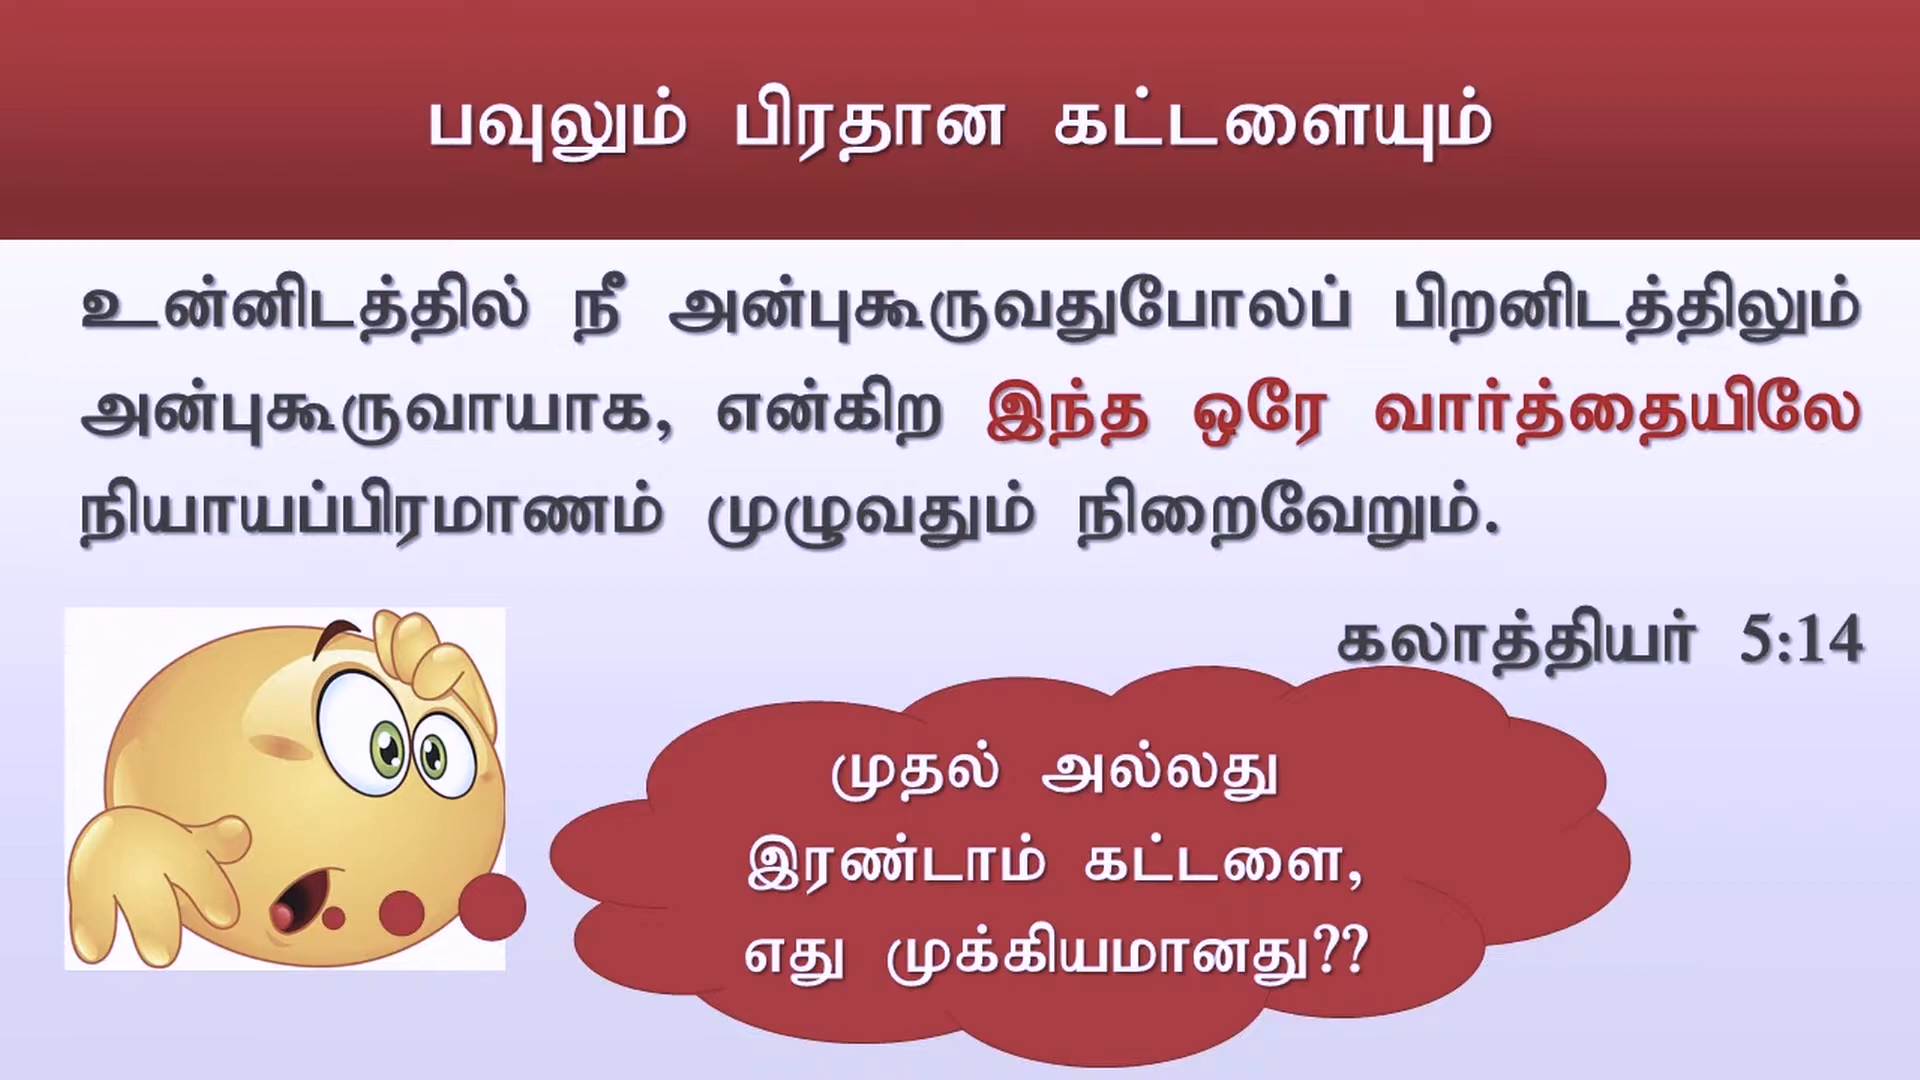 பவுலும் பிரதான கட்டளையும்
உன்னிடத்தில் நீ அன்புகூருவதுபோலப் பிறனிடத்திலும்
அன்புகூருவாயாக, என்கிற இந்த ஒரே வார்த்தையிலே
நியாயப்பிரமாணம் முழுவதும் நிறைவேறும்.
கலாத்தியர் 5:14
முதல் அல்லது
இரண்டாம் கட்டளை,
எது முக்கியமானது??